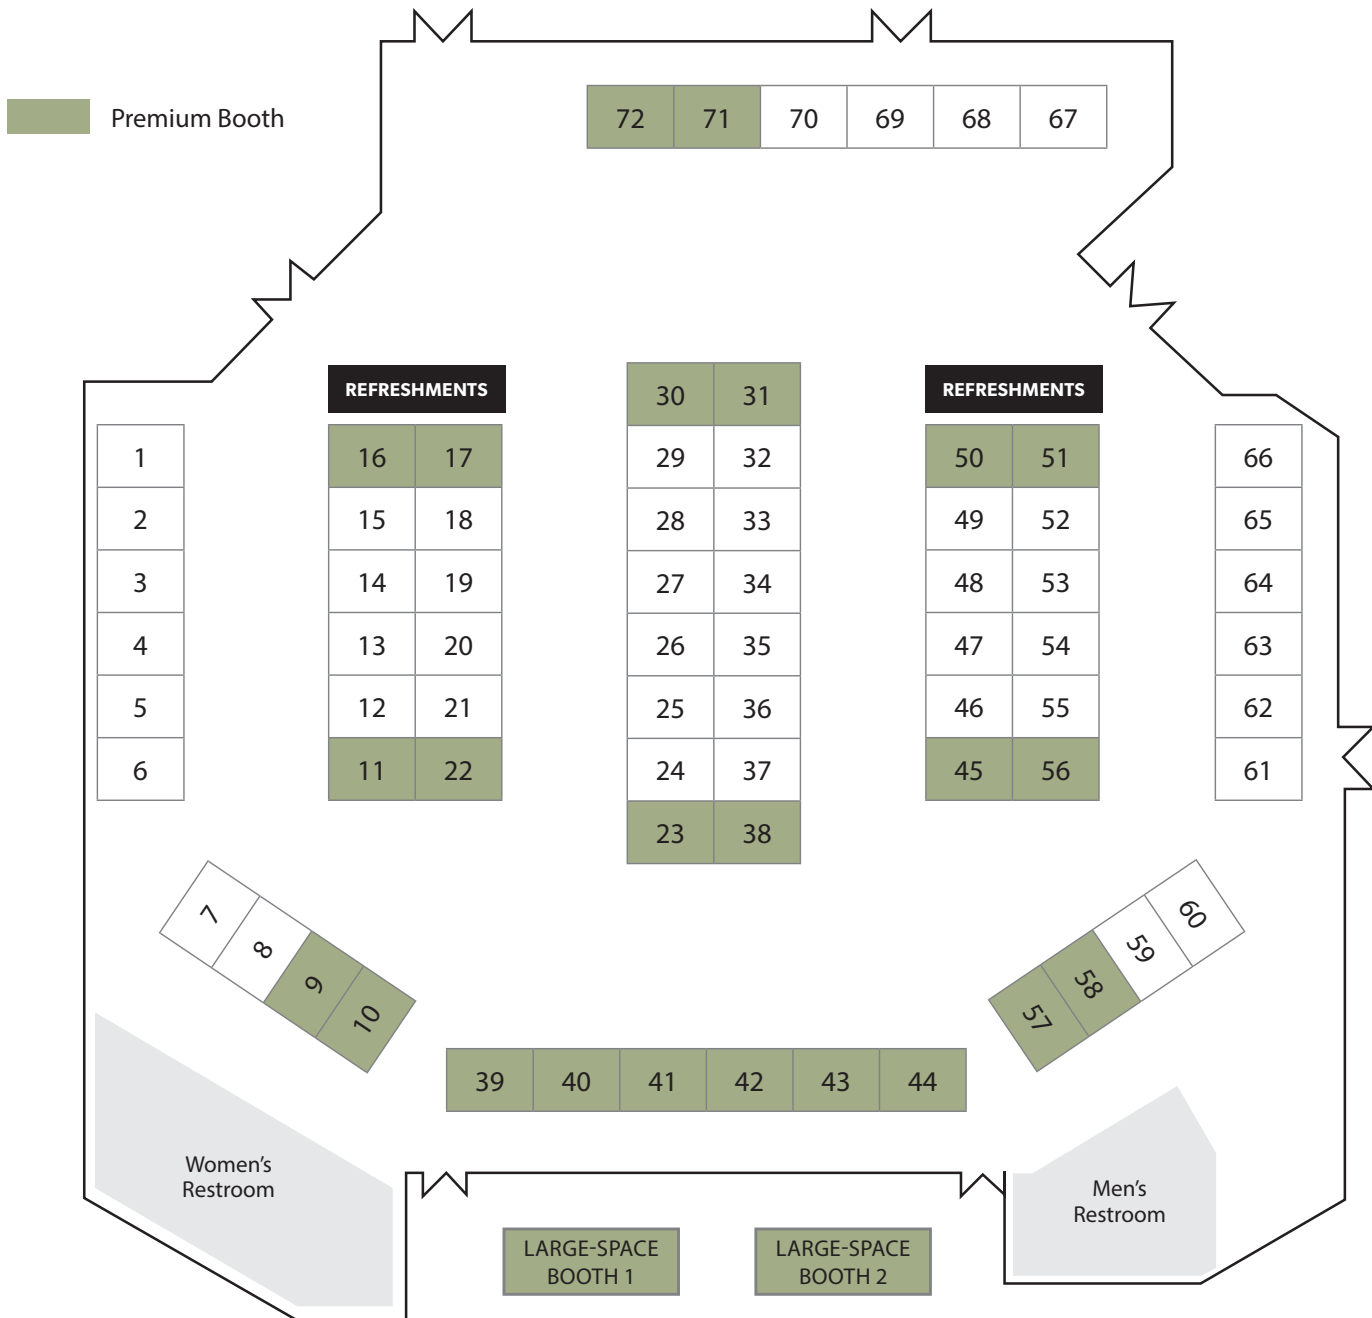 Premium Booth
72 71 70 69 68 67
REFRESHMENTS
REFRESHMENTS
30 31
1 16 17 29 32 50 51 66
2 15 18 28 33 49 52 65
3 14 19 27 34 48 53 64
4 13 20 26 35 47 54 63
5 12 21 25 36 46 55 62
6 11 22 24 37 45 56 61
23 38
7
8
9
10
60
59
58
57
39 40 41 42 43 44
Women's
Restroom
Men's
Restroom
LARGE-SPACE
BOOTH 1
LARGE-SPACE
BOOTH 2